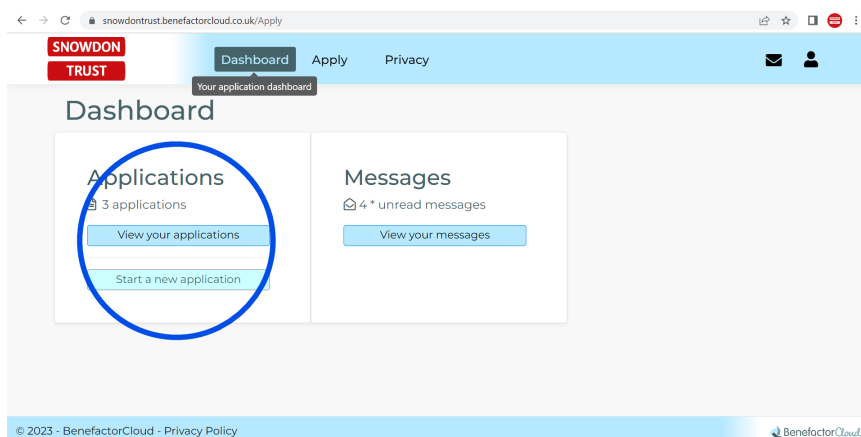 snowdontrust.benefactorcloud.co.uk/Apply
SNOWDON
TRUST
Dashboard Apply Privacy
Your application dashboard
Dashboard
Applications
3 applications
View your applications
Start a new application
Messages
4 * unread messages
View your messages
© 2023 - BenefactorCloud - Privacy Policy
BenefactorCloud